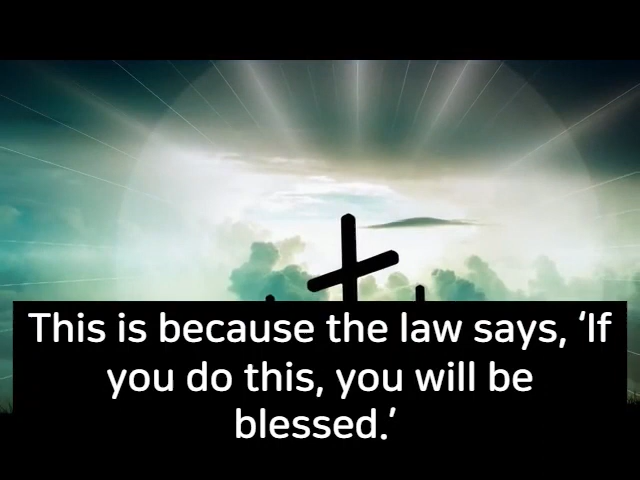 This is because the law says, ‘If
you do this, you will be
blessed.’